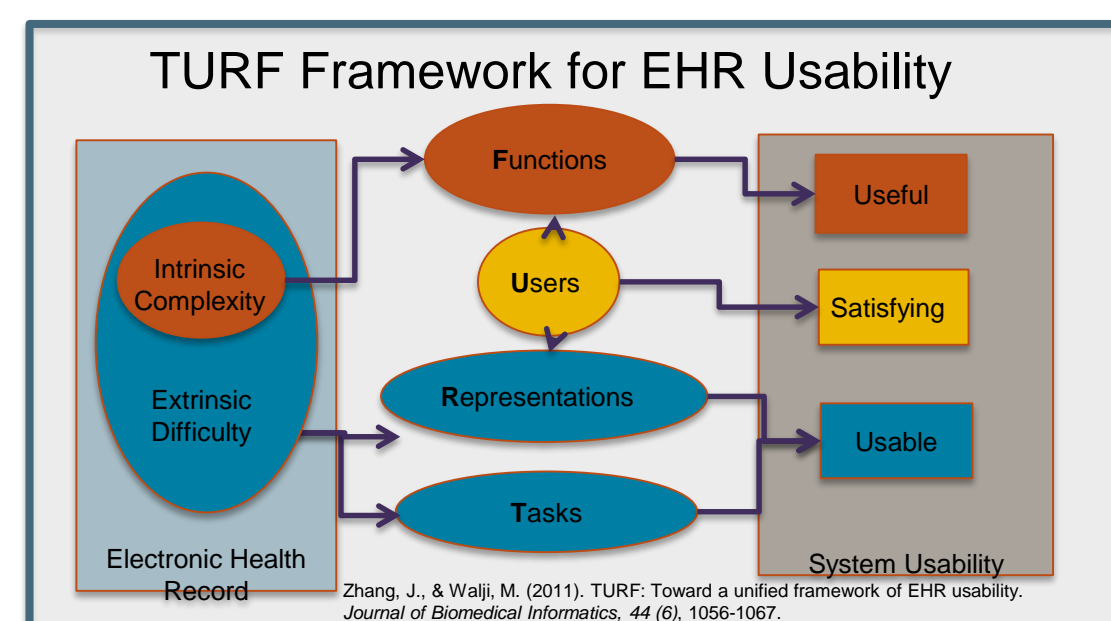 TURF Framework for EHR Usability
Functions
Useful
Intrinsic
Complexity
Users
Satisfying
Extrinsic
Difficulty
Representations
Usable
Tasks
Electronic Health
Record
System Usability
Zhang, J., & Walji, M. (2011). TURF: Toward a unified framework of EHR usability.
Journal of Biomedical Informatics, 44 (6), 1056-1067.